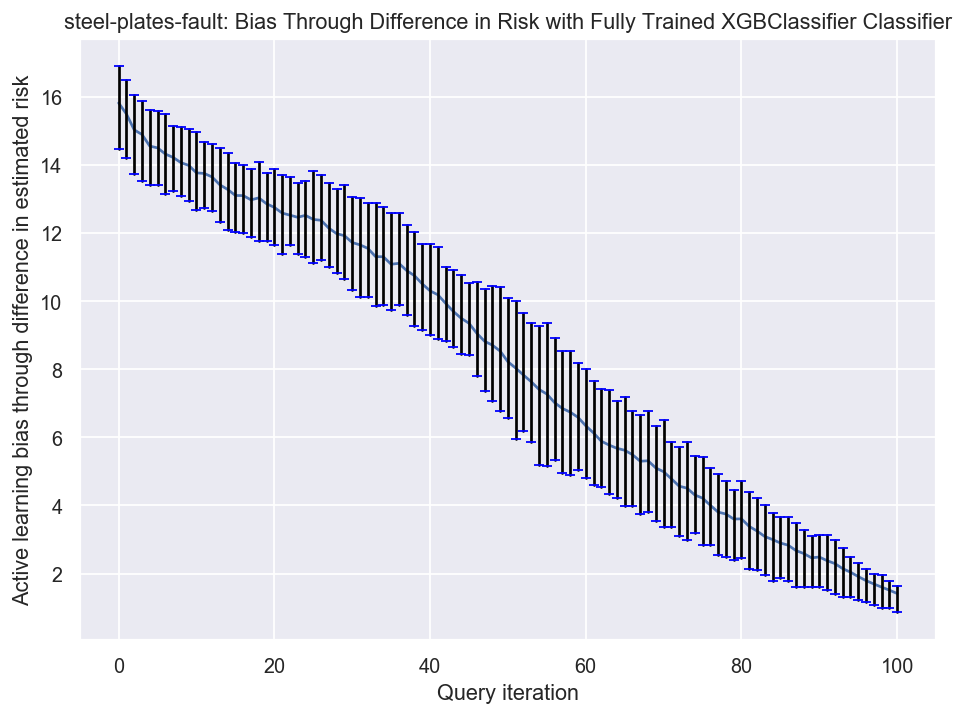 steel-plates-fault: Bias Through Difference in Risk with Fully Trained XGBClassifier Classifier
Active learning bias through difference in estimated risk
16
14
12
10
8
6
4
2
0 20 40 60 80 100
Query iteration